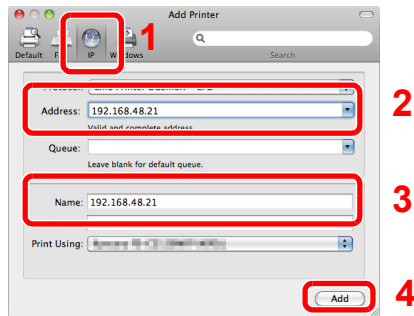 Add Printer
1
Default IP Windows Search
2
Address: 192.168.48.21
Valid and complete address.
Queue:
Leave blank for default queue.
3
Name: 192.168.48.21
Print Using:
Add 4